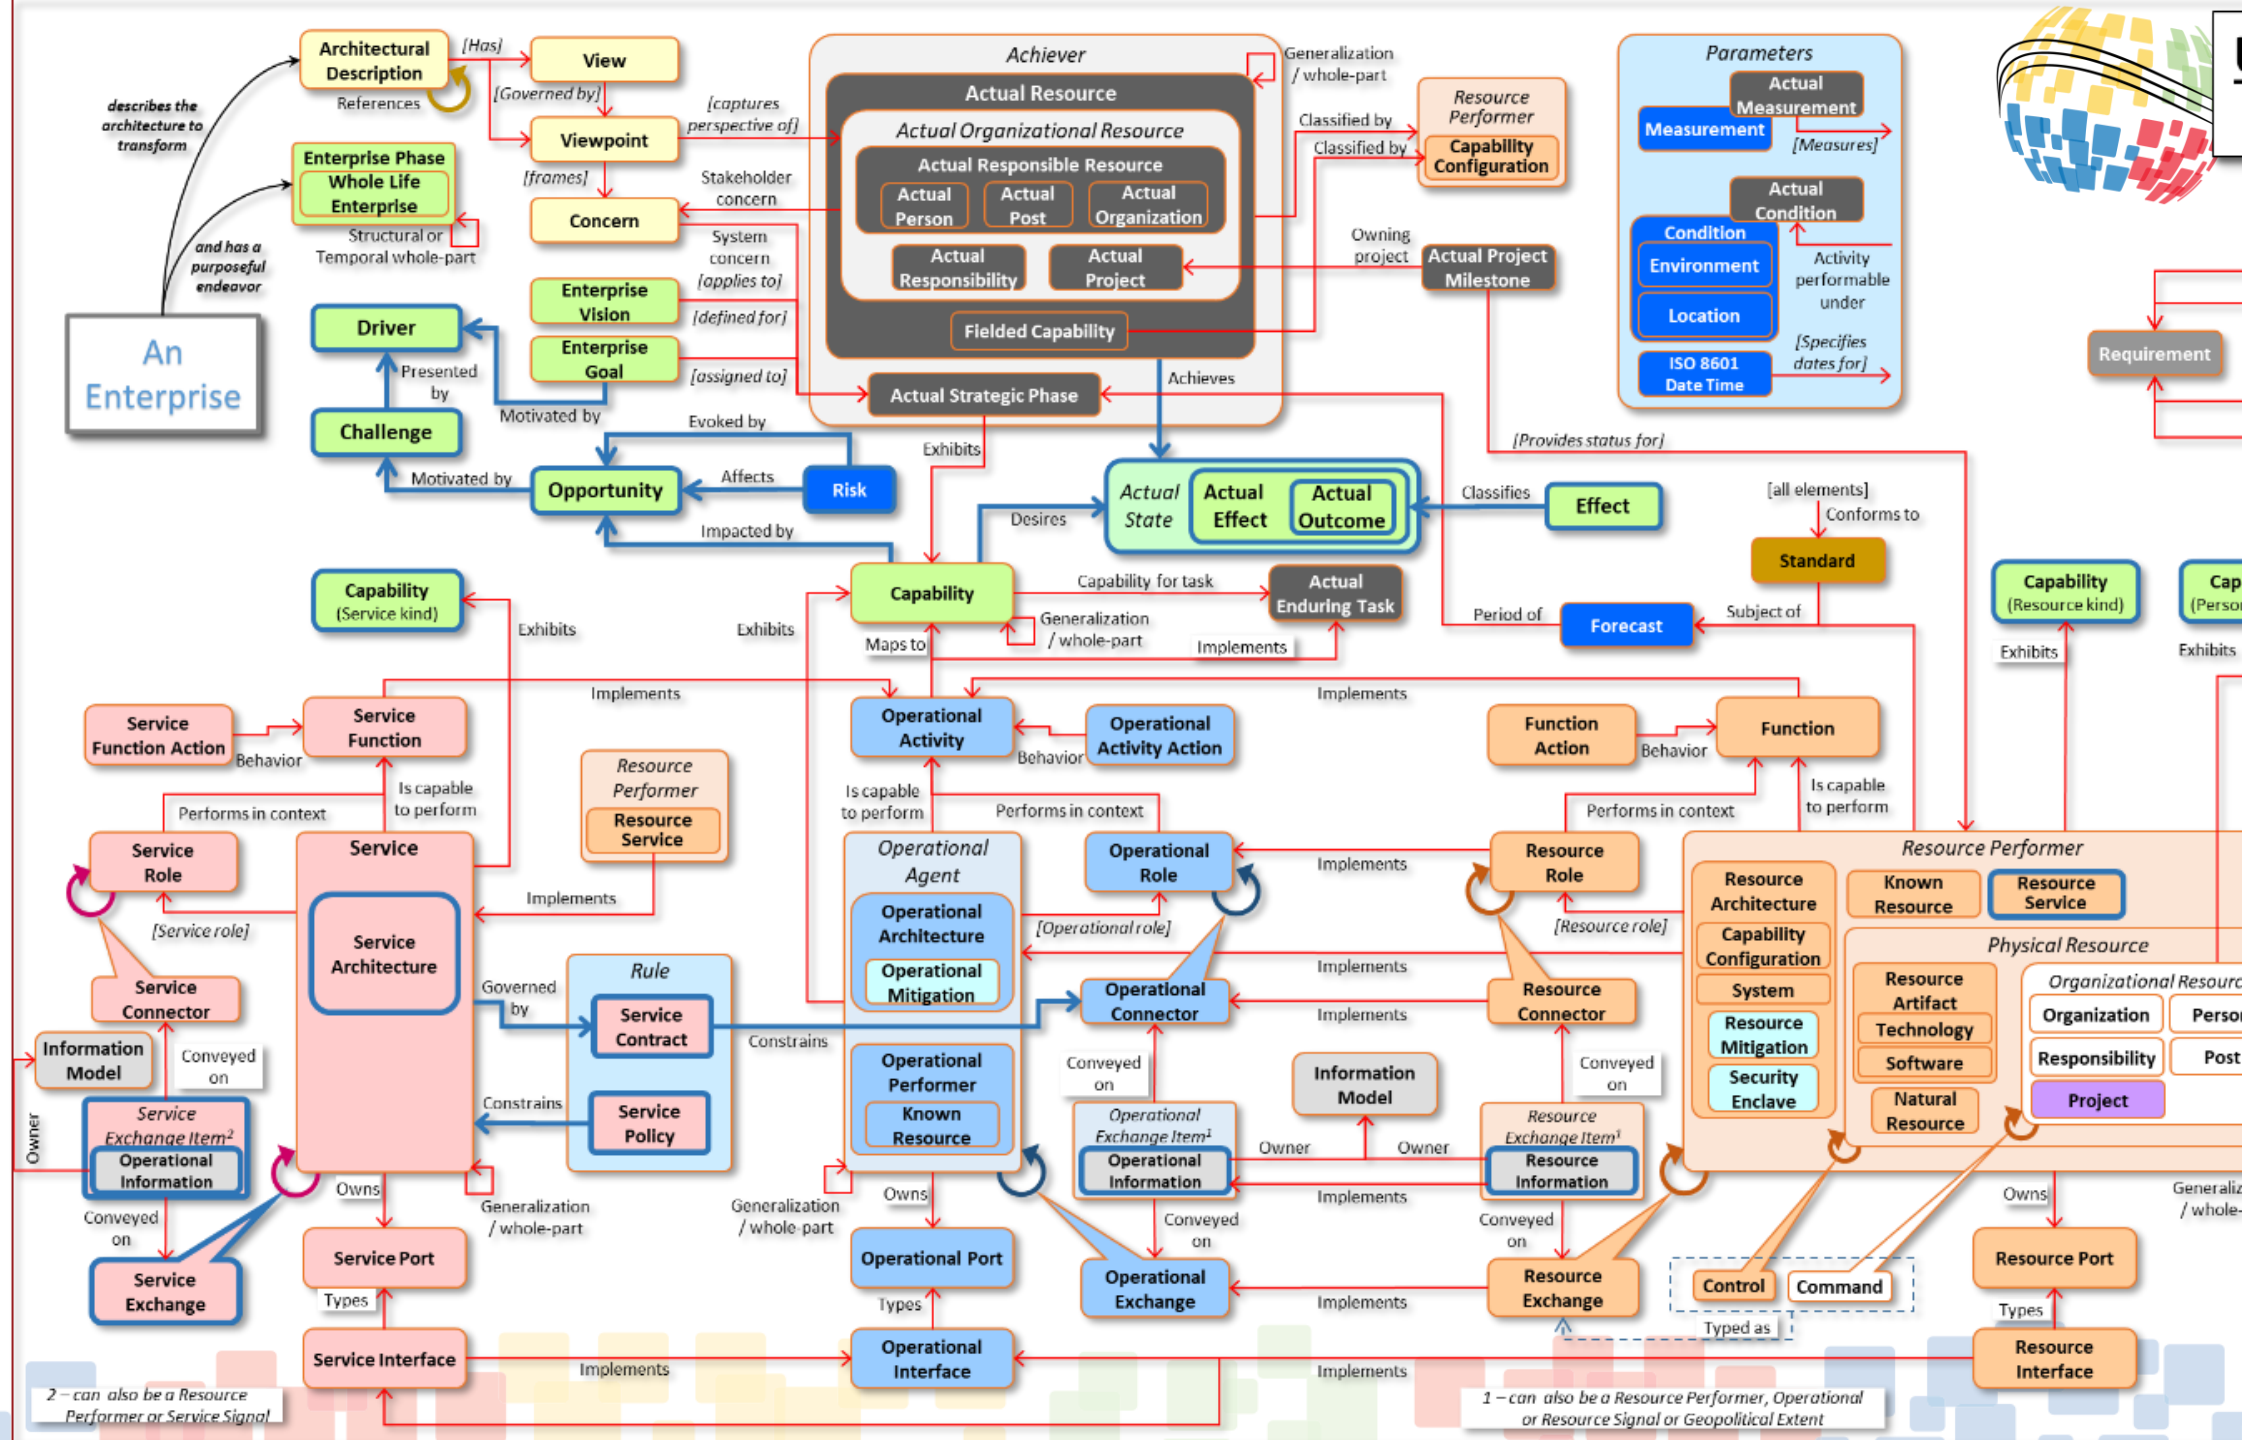 describes the
architecture to
transform
and has a
purposeful
endeavor
An
Enterprise
Architectural
Description
References
[Has]
View
[Governed by]
Viewpoint
[frames]
Concern
[captures
perspective of]
Stakeholder
concern
System
concern
Enterprise Phase
Whole Life
Enterprise
Structural or
Temporal whole-part
Enterprise
Vision
[applies to]
[defined for]
Enterprise
Goal
[assigned to]
Driver
Presented
by
Motivated by
Challenge
Motivated by
Opportunity
Evoked by
Affects
Risk
Impacted by
Achiever
Actual Resource
Actual Organizational Resource
Actual Responsible Resource
Actual
Person
Actual
Post
Actual
Organization
Actual
Responsibility
Actual
Project
Fielded Capability
Actual Strategic Phase
Generalization
/ whole-part
Classified by
Classified by
Resource
Performer
Capability
Configuration
Owning
project
Actual Project
Milestone
Achieves
Exhibits
[Provides status for]
Parameters
Actual
Measurement
Measurement
[Measures]
Actual
Condition
Condition
Environment
Location
Activity
performable
under
ISO 8601
Date Time
[Specifies
dates for]
Requirement
Actual
State
Actual
Effect
Actual
Outcome
Classifies
Effect
Desires
[all elements]
Conforms to
Standard
Subject of
Forecast
Period of
Capability
(Service kind)
Exhibits
Exhibits
Capability
Capability for task
Actual
Enduring Task
Generalization
/ whole-part
Maps to
Implements
Capability
(Resource kind)
Exhibits
Cap
(Perso
Exhibits
Implements
Implements
Service
Function Action
Behavior
Service
Function
Operational
Activity
Behavior
Operational
Activity Action
Function
Action
Behavior
Function
Performs in context
Is capable
to perform
Resource
Performer
Resource
Service
Implements
Is capable
to perform
Performs in context
Performs in context
Is capable
to perform
Service
Role
[Service role]
Service
Service
Architecture
Service
Connector
Information
Model
Conveyed
on
Owner
Service
Exchange Item2
Operational
Information
Conveyed
on
Service
Exchange
Governed
by
Rule
Service
Contract
Constrains
Constrains
Service
Policy
Owns
Generalization
/ whole-part
Service Port
Types
Service Interface
Implements
Operational
Agent
Operational
Architecture
Operational
Mitigation
Operational
Performer
Known
Resource
Generalization
/ whole-part
Owns
Operational Port
Types
Operational
Interface
Operational
Role
[Operational role]
Implements
Implements
Operational
Connector
Implements
Conveyed
on
Operational
Exchange Item1
Operational
Information
Owner
Information
Model
Owner
Implements
Conveyed
on
Operational
Exchange
Implements
Implements
Resource
Role
[Resource role]
Resource
Connector
Conveyed
on
Resource
Exchange Item1
Resource
Information
Conveyed
on
Resource
Exchange
Resource Performer
Resource
Architecture
Capability
Configuration
System
Resource
Mitigation
Security
Enclave
Known
Resource
Resource
Service
Physical Resource
Resource
Artifact
Technology
Software
Natural
Resource
Organizational Resourc
Organization
Perso
Responsibility
Post
Project
Control
Command
Typed as
Owns
Generaliz
/ whole-
Resource Port
Types
Resource
Interface
2 – can also be a Resource
Performer or Service Signal
1 – can also be a Resource Performer, Operational
or Resource Signal or Geopolitical Extent